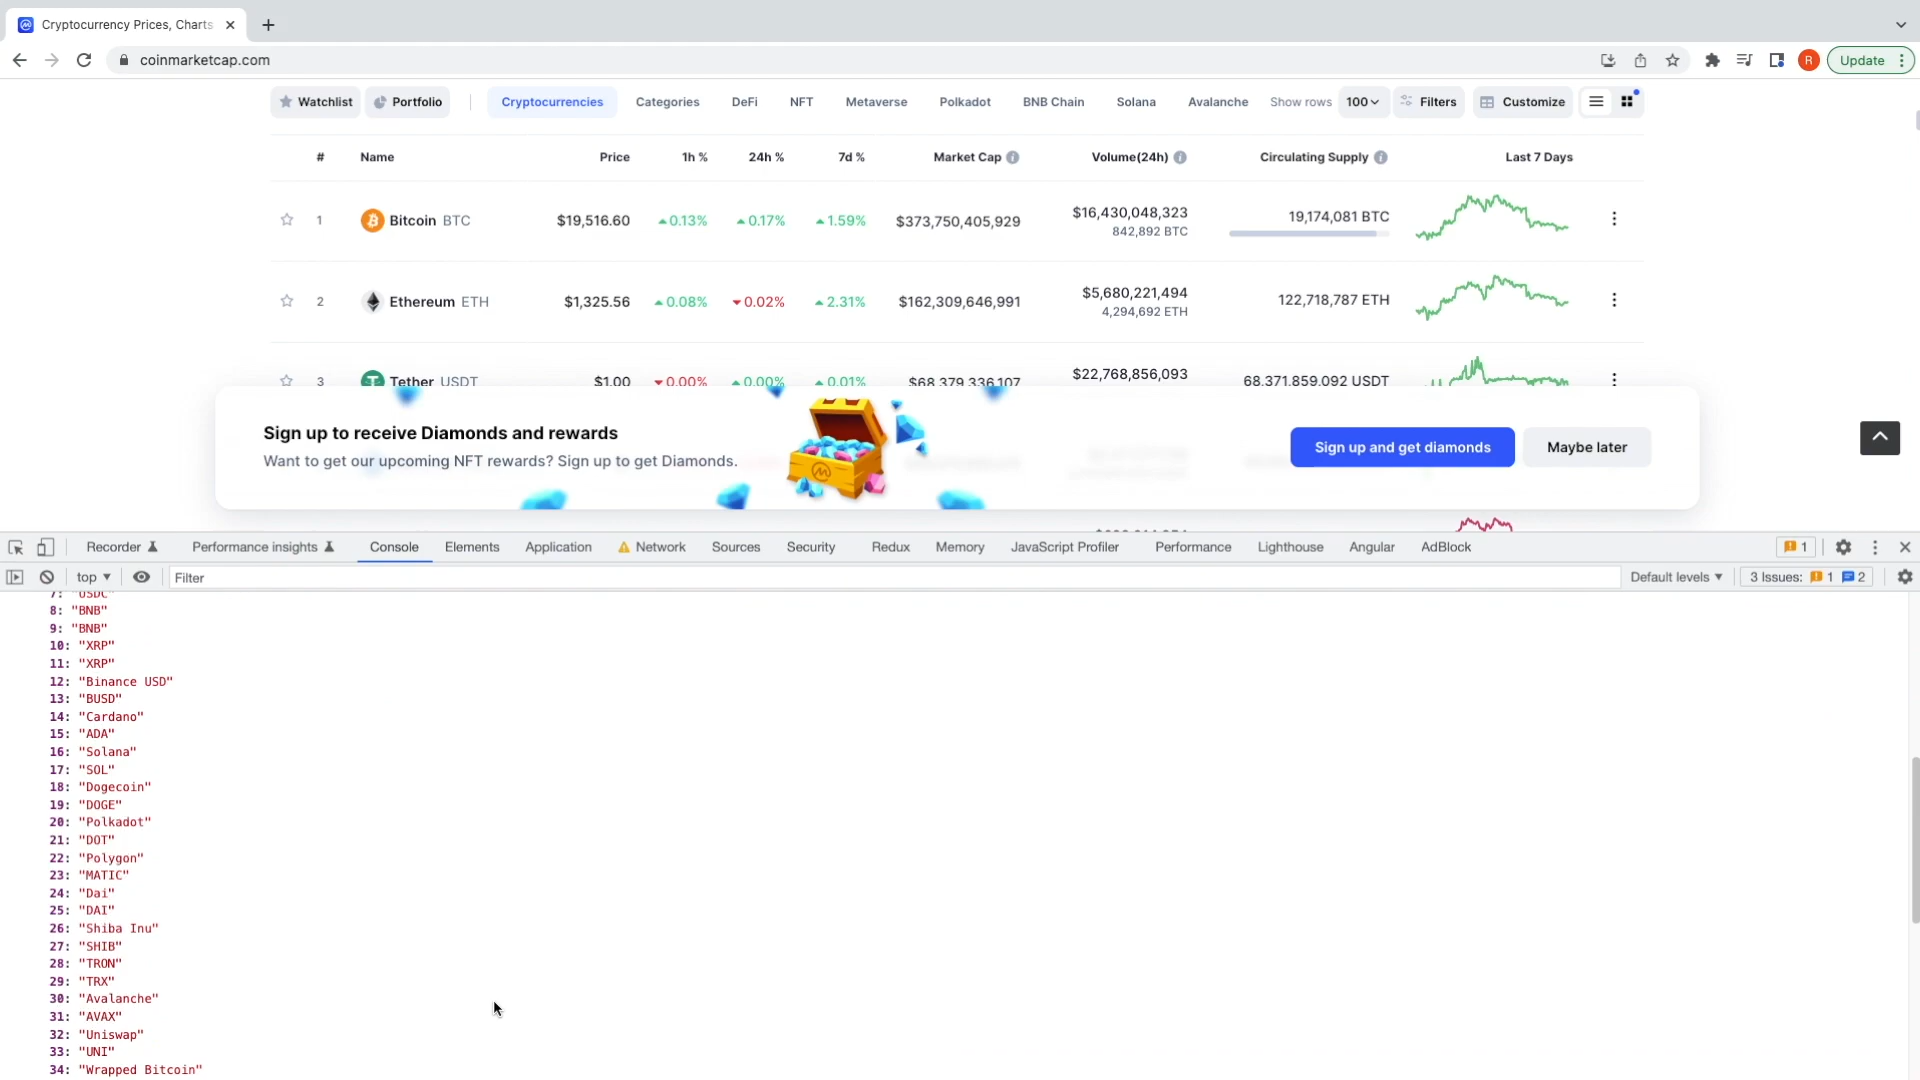 Cryptocurrency Prices, Charts
coinmarketcap.com
R
Update
Watchlist Portfolio Cryptocurrencies Categories DeFi NFT Metaverse Polkadot BNB Chain Solana Avalanche Show rows 100 Filters Customize
# Name Price 1h % 24h % 7d % Market Cap Volume(24h) Circulating Supply Last 7 Days
1 Bitcoin BTC $19,516.60 0.13% 0.17% 1.59% $373,750,405,929 $16,430,048,323 19,174,081 BTC
842,892 BTC
2 Ethereum ETH $1,325.56 0.08% 0.02% 2.31% $162,309,646,991 $5,680,221,494 122,718,787 ETH
4,294,692 ETH
3 Tether USDT $1.00 0.00% 0.00% 0.01% $68,379,336,107 $22,768,856,093 68,371,859,092 USDT
Sign up to receive Diamonds and rewards
Want to get our upcoming NFT rewards? Sign up to get Diamonds.
Sign up and get diamonds
Maybe later
Recorder Performance insights Console Elements Application Network Sources Security Redux Memory JavaScript Profiler Performance Lighthouse Angular AdBlock 1
top Filter Default levels 3 Issues: 1 2
7: "USDC"
8: "BNB"
9: "BNB"
10: "XRP"
11: "XRP"
12: "Binance USD"
13: "BUSD"
14: "Cardano"
15: "ADA"
16: "Solana"
17: "SOL"
18: "Dogecoin"
19: "DOGE"
20: "Polkadot"
21: "DOT"
22: "Polygon"
23: "MATIC"
24: "Dai"
25: "DAI"
26: "Shiba Inu"
27: "SHIB"
28: "TRON"
29: "TRX"
30: "Avalanche"
31: "AVAX"
32: "Uniswap"
33: "UNI"
34: "Wrapped Bitcoin"